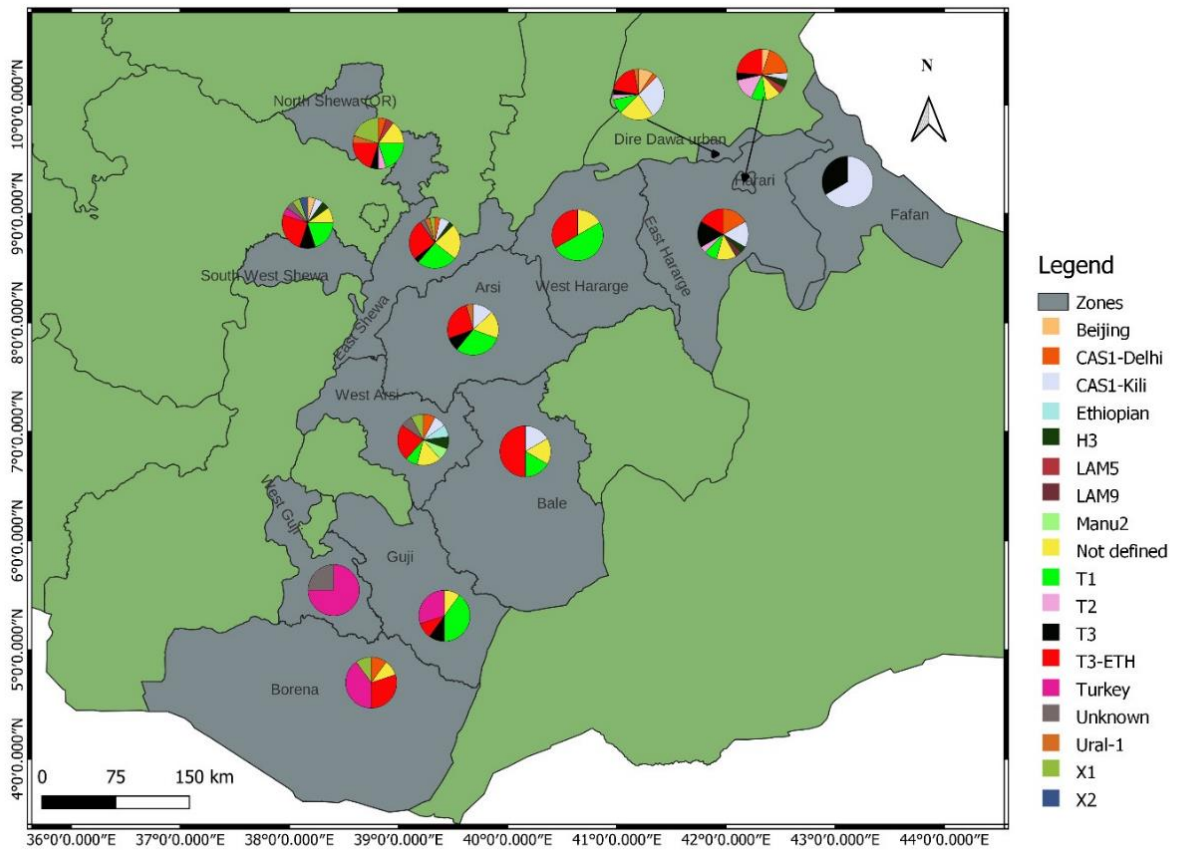 N
North Shewa (OR)
Dire Dawa urban
Harari
Fafan
South West Shewa
East Shewa
Arsi
West Hararge
East Hararge
West Arsi
Bale
West Guji
Guji
Borena
0 75 150 km
10°0'0.000"N
9°0'0.000"N
8°0'0.000"N
7°0'0.000"N
6°0'0.000"N
5°0'0.000"N
4°0'0.000"N
36°0'0.000"E
37°0'0.000"E
38°0'0.000"E
39°0'0.000"E
40°0'0.000"E
41°0'0.000"E
42°0'0.000"E
43°0'0.000"E
44°0'0.000"E
Legend
Zones
Beijing
CAS1-Delhi
CAS1-Kili
Ethiopian
H3
LAM5
LAM9
Manu2
Not defined
T1
T2
T3
T3-ETH
Turkey
Unknown
Ural-1
X1
X2